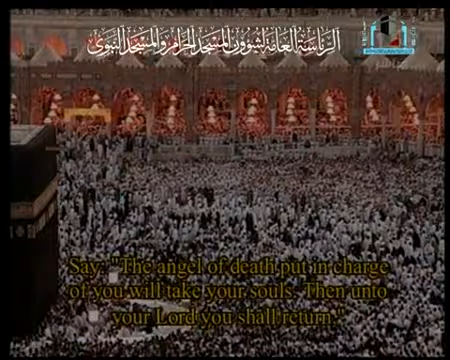 الرئاسة العامة لشؤون المسجد الحرام والمسجد النبوي
مباشر
Say: "The angel of death put in charge
of you will take your souls. Then unto
your Lord you shall return."